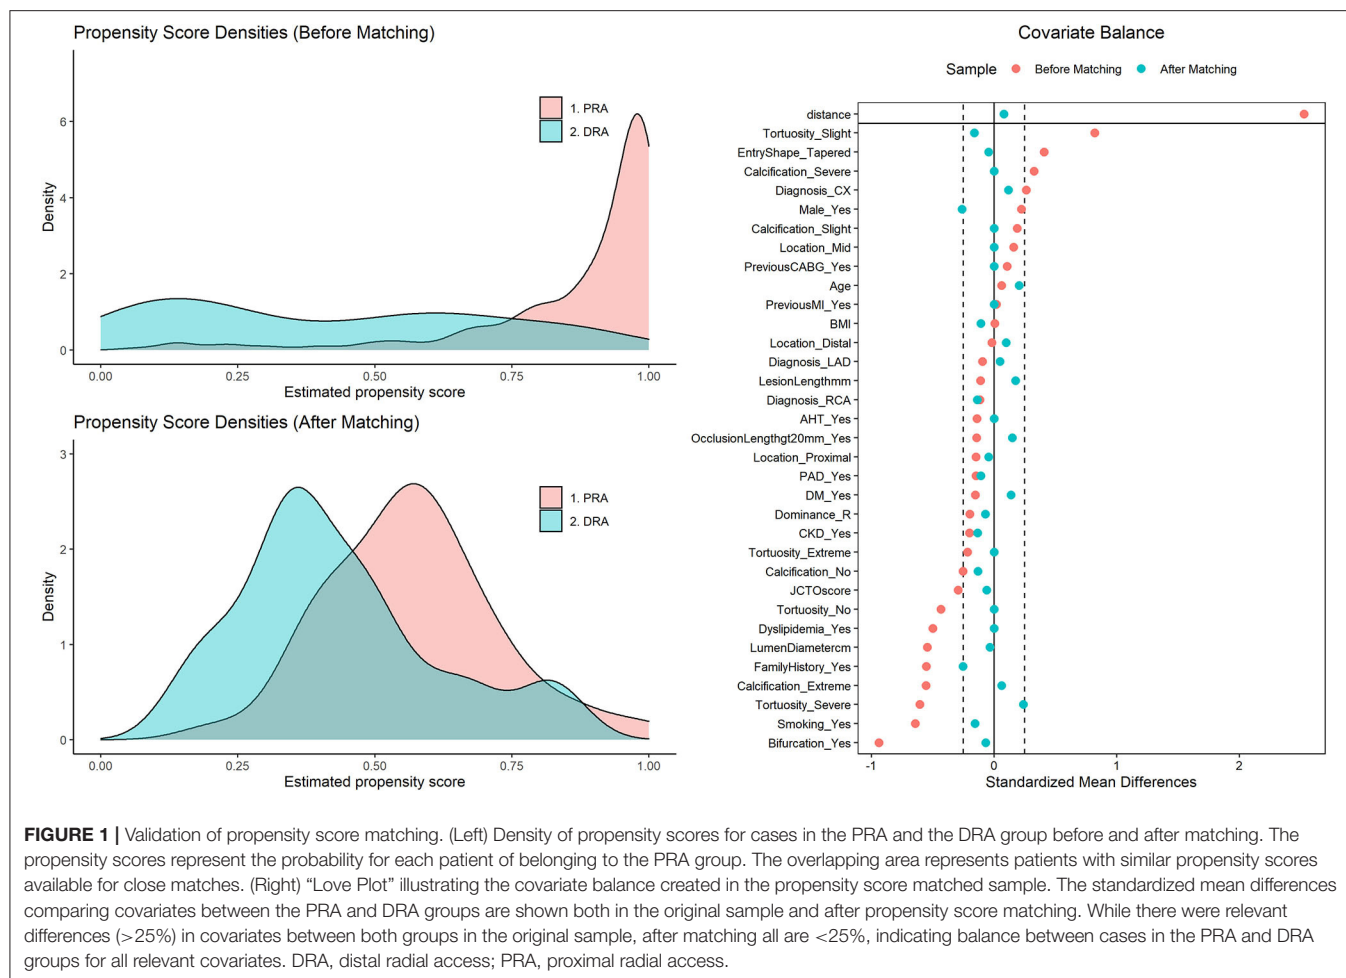 Propensity Score Densities (Before Matching)
1. PRA
2. DRA
6
4
2
0
Density
0.00 0.25 0.50 0.75 1.00
Estimated propensity score
Propensity Score Densities (After Matching)
1. PRA
2. DRA
3
2
1
0
Density
0.00 0.25 0.50 0.75 1.00
Estimated propensity score
Covariate Balance
Sample Before Matching After Matching
distance
Tortuosity_Slight
EntryShape_Tapered
Calcification_Severe
Diagnosis_CX
Male_Yes
Calcification_Slight
Location_Mid
PreviousCABG_Yes
Age
PreviousMI_Yes
BMI
Location_Distal
Diagnosis_LAD
LesionLengthmm
Diagnosis_RCA
AHT_Yes
OcclusionLengthgt20mm_Yes
Location_Proximal
PAD_Yes
DM_Yes
Dominance_R
CKD_Yes
Tortuosity_Extreme
Calcification_No
JCTOscore
Tortuosity_No
Dyslipidemia_Yes
LumenDiametercm
FamilyHistory_Yes
Calcification_Extreme
Tortuosity_Severe
Smoking_Yes
Bifurcation_Yes
-1 0 1 2
Standardized Mean Differences
FIGURE 1 | Validation of propensity score matching. (Left) Density of propensity scores for cases in the PRA and the DRA group before and after matching. The
propensity scores represent the probability for each patient of belonging to the PRA group. The overlapping area represents patients with similar propensity scores
available for close matches. (Right) “Love Plot” illustrating the covariate balance created in the propensity score matched sample. The standardized mean differences
comparing covariates between the PRA and DRA groups are shown both in the original sample and after propensity score matching. While there were relevant
differences (>25%) in covariates between both groups in the original sample, after matching all are <25%, indicating balance between cases in the PRA and DRA
groups for all relevant covariates. DRA, distal radial access; PRA, proximal radial access.